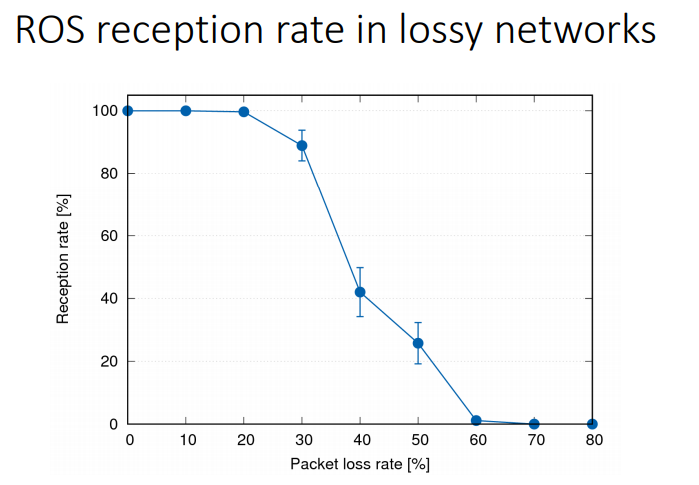 ROS reception rate in lossy networks
100
80
60
40
20
0
Reception rate [%]
0 10 20 30 40 50 60 70 80
Packet loss rate [%]